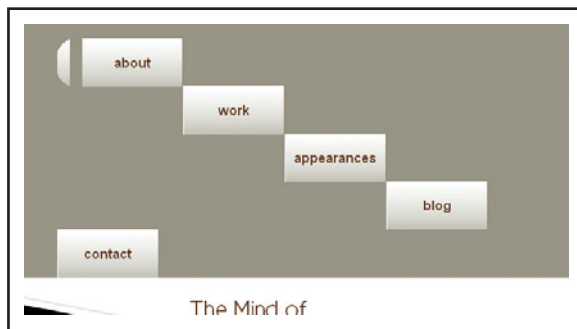 about
work
appearances
blog
contact
The Mind of